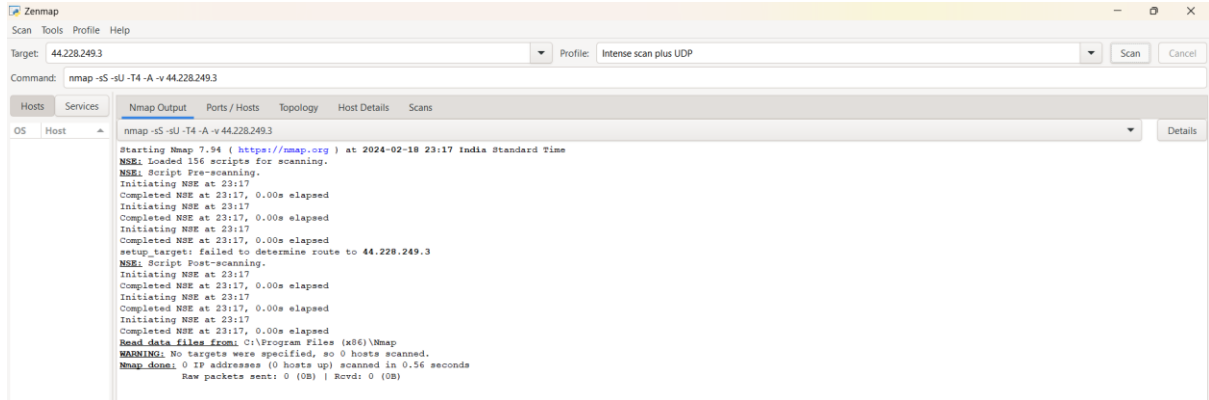 Zenmap
Scan Tools Profile Help
Target: 44.228.249.3 Profile: Intense scan plus UDP Scan Cancel
Command: nmap -sS -sU -T4 -A -v 44.228.249.3
Hosts Services Nmap Output Ports / Hosts Topology Host Details Scans
OS Host nmap -sS -sU -T4 -A -v 44.228.249.3 Details
Starting Nmap 7.94 ( https://nmap.org ) at 2024-02-18 23:17 India Standard Time
NSE: Loaded 156 scripts for scanning.
NSE: Script Pre-scanning.
Initiating NSE at 23:17
Completed NSE at 23:17, 0.00s elapsed
Initiating NSE at 23:17
Completed NSE at 23:17, 0.00s elapsed
Initiating NSE at 23:17
Completed NSE at 23:17, 0.00s elapsed
setup_target: failed to determine route to 44.228.249.3
NSE: Script Post-scanning.
Initiating NSE at 23:17
Completed NSE at 23:17, 0.00s elapsed
Initiating NSE at 23:17
Completed NSE at 23:17, 0.00s elapsed
Initiating NSE at 23:17
Completed NSE at 23:17, 0.00s elapsed
Read data files from: C:\Program Files (x86)\Nmap
WARNING: No targets were specified, so 0 hosts scanned.
Nmap done: 0 IP addresses (0 hosts up) scanned in 0.56 seconds
Raw packets sent: 0 (0B) | Rcvd: 0 (0B)